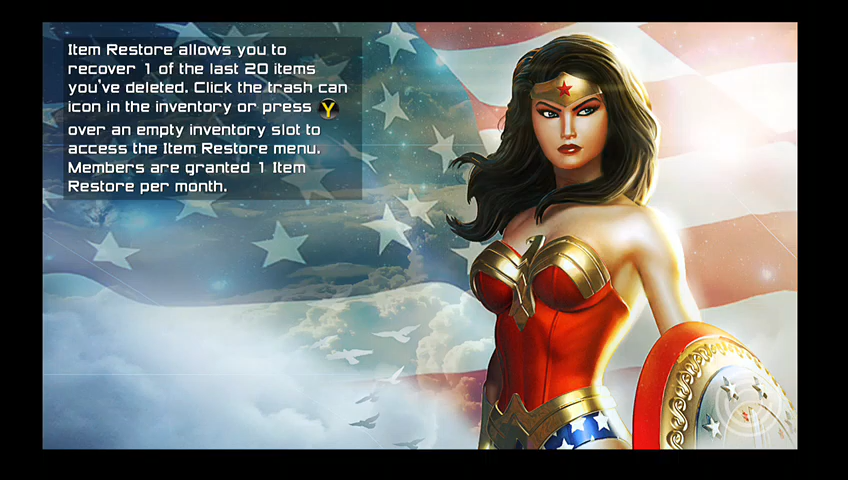 Item Restore allows you to
recover 1 of the last 20 items
you've deleted. Click the trash can
icon in the inventory or press Y
over an empty inventory slot to
access the Item Restore menu.
Members are granted 1 Item
Restore per month.